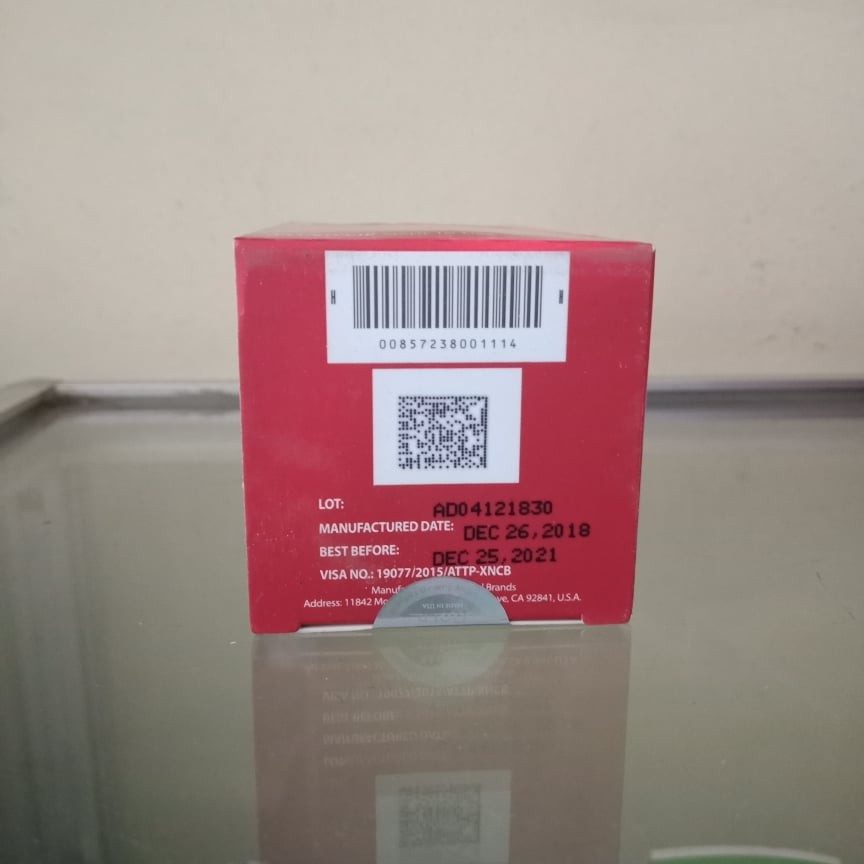 00857238001114
LOT: AD04121830
MANUFACTURED DATE: DEC 26, 2018
BEST BEFORE: DEC 25, 2021
VISA NO.: 19077/2015/ATTP-XNCB
Brands
Address: 11842 CA 92841, U.S.A.